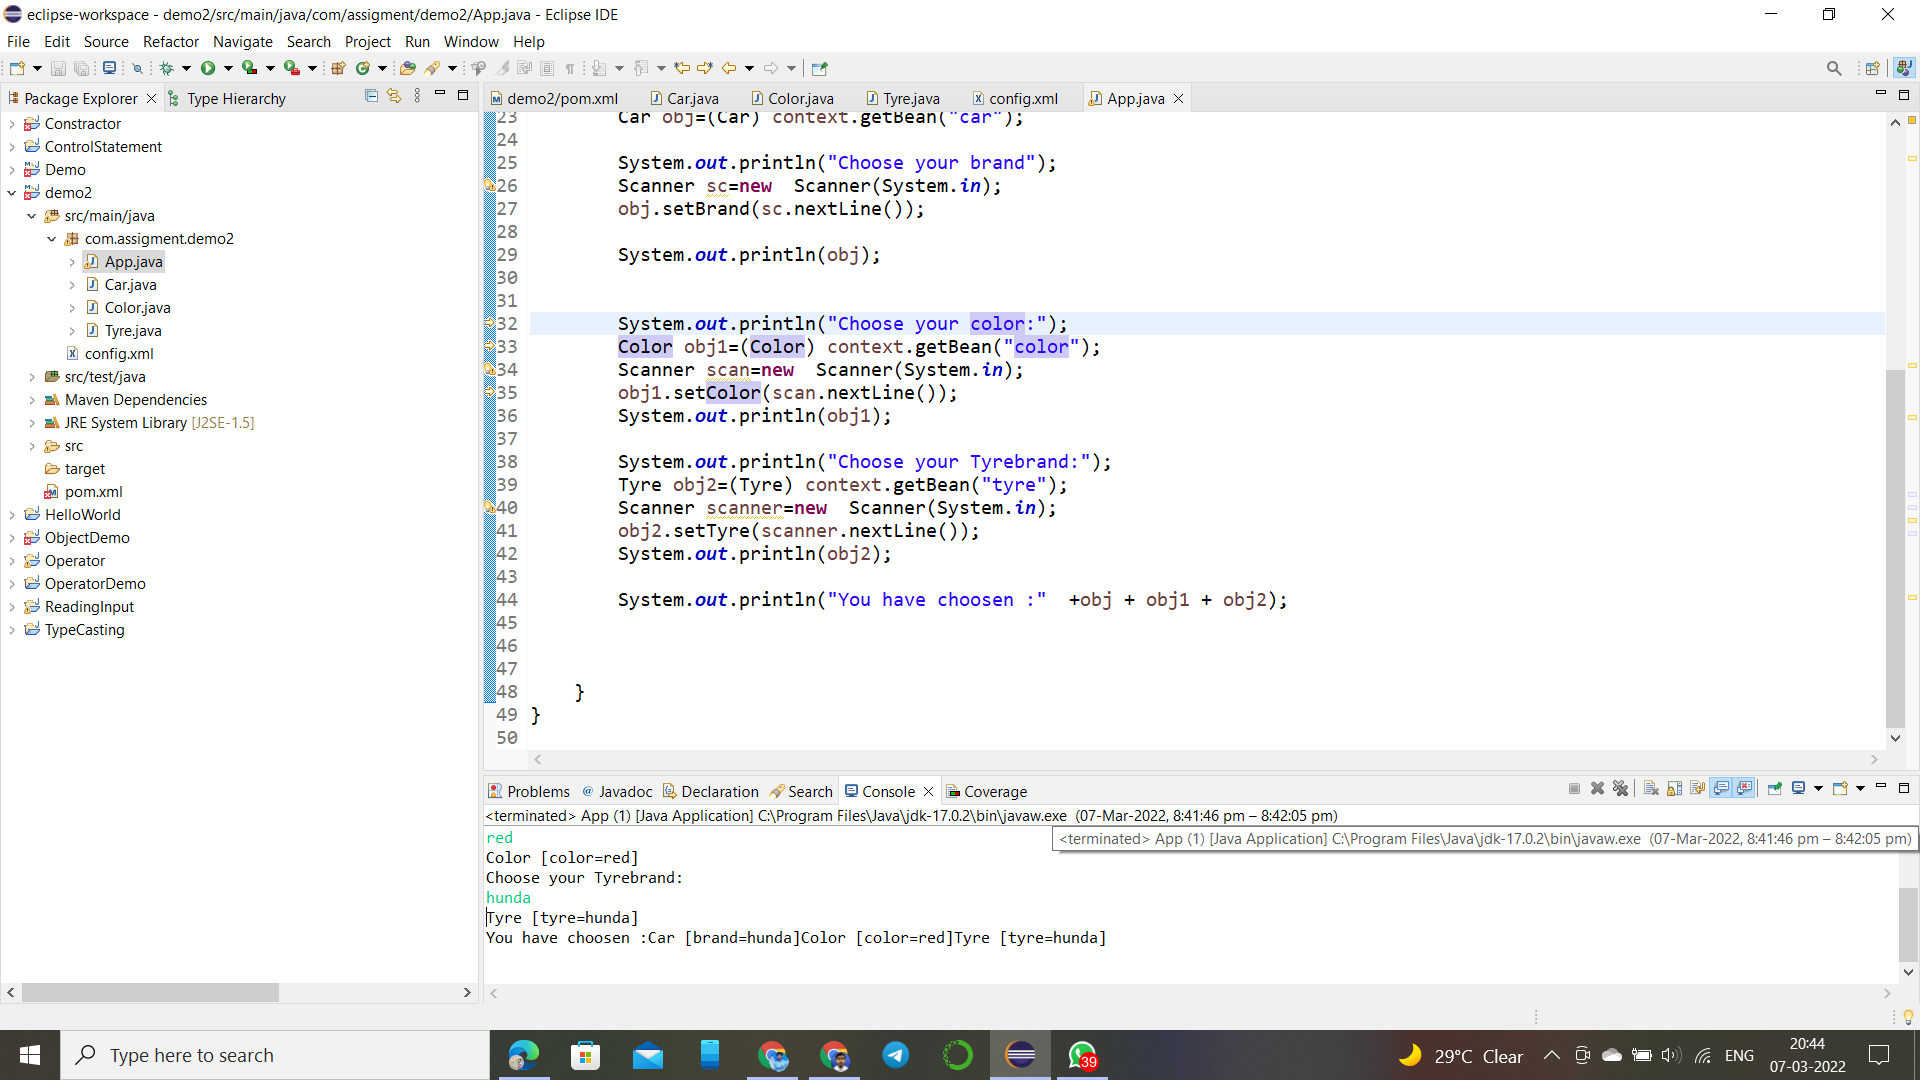 eclipse-workspace - demo2/src/main/java/com/assigment/demo2/App.java - Eclipse IDE
File Edit Source Refactor Navigate Search Project Run Window Help
Package Explorer Type Hierarchy
Constractor
ControlStatement
Demo
demo2
src/main/java
com.assigment.demo2
App.java
Car.java
Color.java
Tyre.java
config.xml
src/test/java
Maven Dependencies
JRE System Library [J2SE-1.5]
src
target
pom.xml
HelloWorld
ObjectDemo
Operator
OperatorDemo
ReadingInput
TypeCasting
demo2/pom.xml Car.java Color.java Tyre.java config.xml App.java
23 Car obj=(Car) context.getBean("car");
24
25 System.out.println("Choose your brand");
26 Scanner sc=new  Scanner(System.in);
27 obj.setBrand(sc.nextLine());
28
29 System.out.println(obj);
30
31
32 System.out.println("Choose your color:");
33 Color obj1=(Color) context.getBean("color");
34 Scanner scan=new  Scanner(System.in);
35 obj1.setColor(scan.nextLine());
36 System.out.println(obj1);
37
38 System.out.println("Choose your Tyrebrand:");
39 Tyre obj2=(Tyre) context.getBean("tyre");
40 Scanner scanner=new  Scanner(System.in);
41 obj2.setTyre(scanner.nextLine());
42 System.out.println(obj2);
43
44 System.out.println("You have choosen :"  +obj + obj1 + obj2);
45
46
47
48 }
49 }
50
Problems @ Javadoc Declaration Search Console Coverage
<terminated> App (1) [Java Application] C:\Program Files\Java\jdk-17.0.2\bin\javaw.exe (07-Mar-2022, 8:41:46 pm – 8:42:05 pm)
<terminated> App (1) [Java Application] C:\Program Files\Java\jdk-17.0.2\bin\javaw.exe (07-Mar-2022, 8:41:46 pm – 8:42:05 pm)
red
Color [color=red]
Choose your Tyrebrand:
hunda
Tyre [tyre=hunda]
You have choosen :Car [brand=hunda]Color [color=red]Tyre [tyre=hunda]
Type here to search
39
29°C Clear
ENG
20:44
07-03-2022